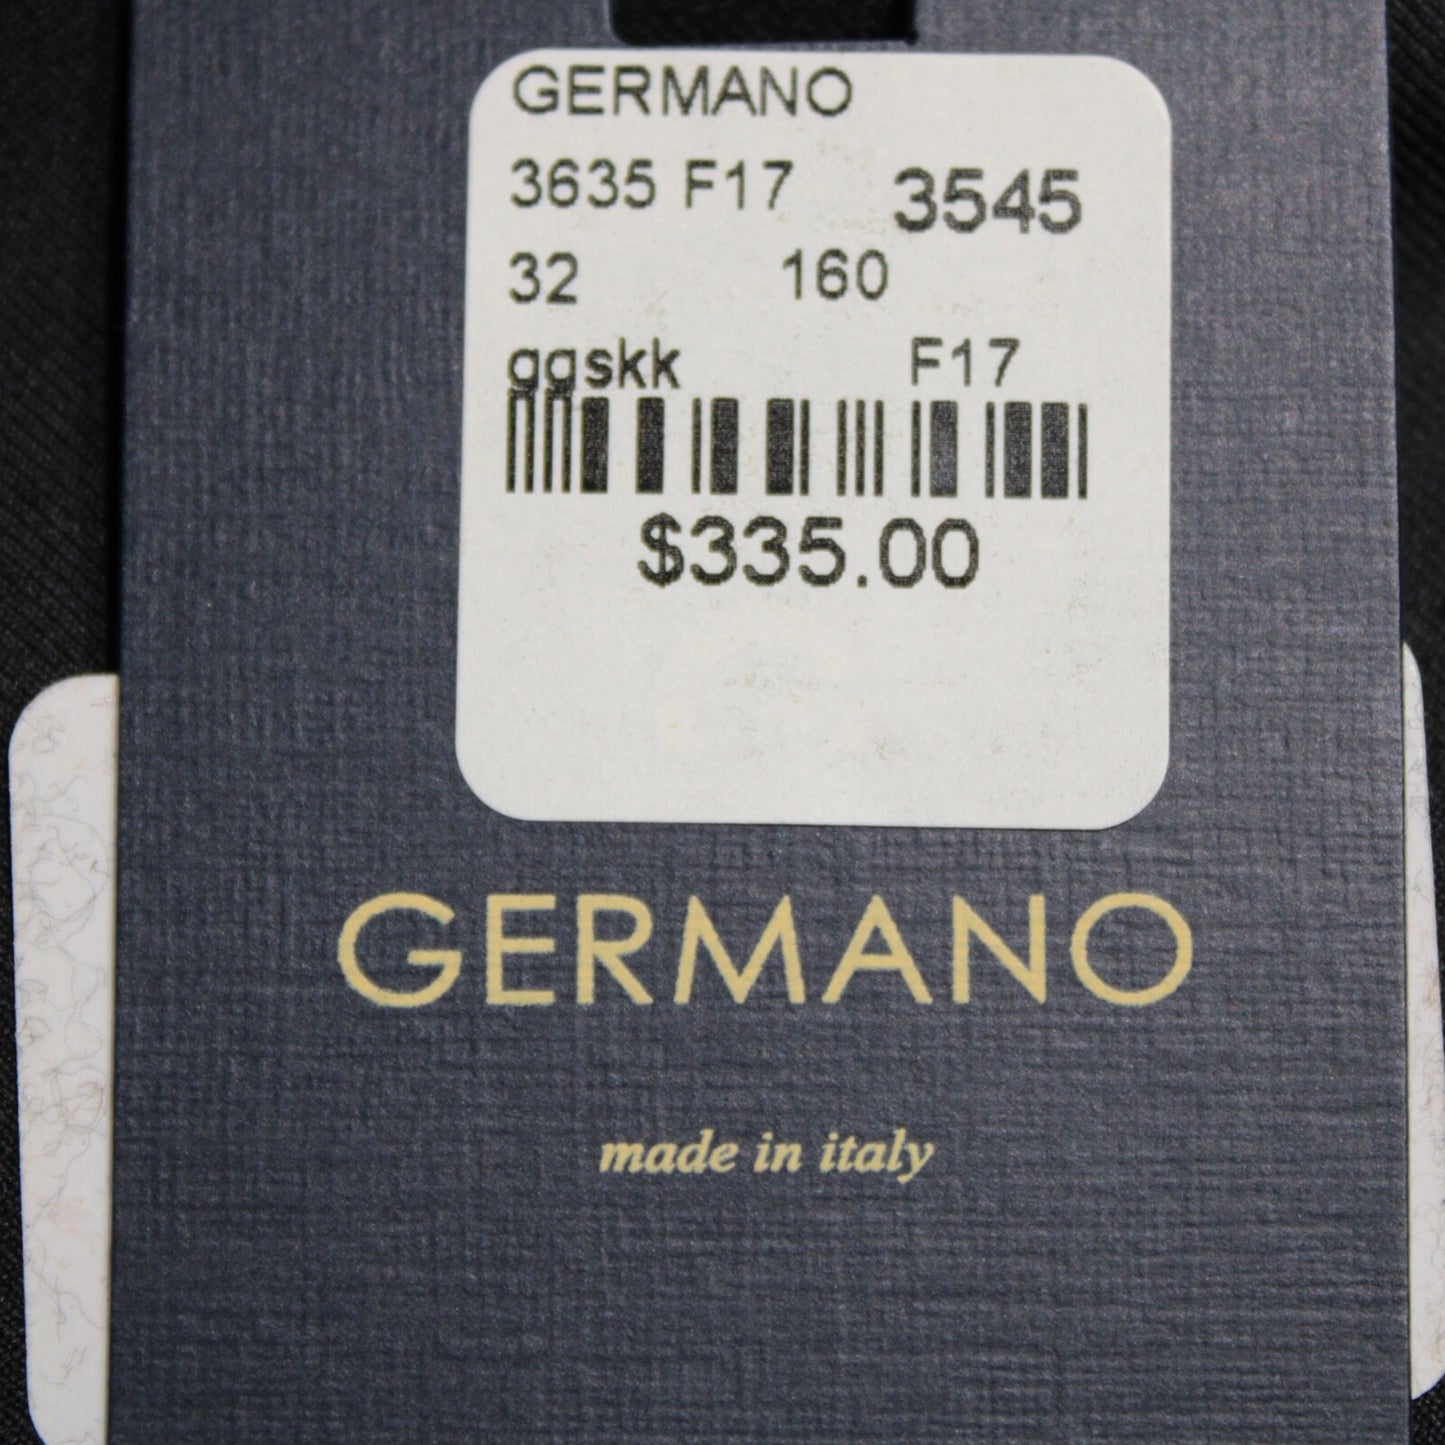 GERMANO
3635 F17 3545
32 160
ggskk F17
$335.00
GERMANO
made in italy